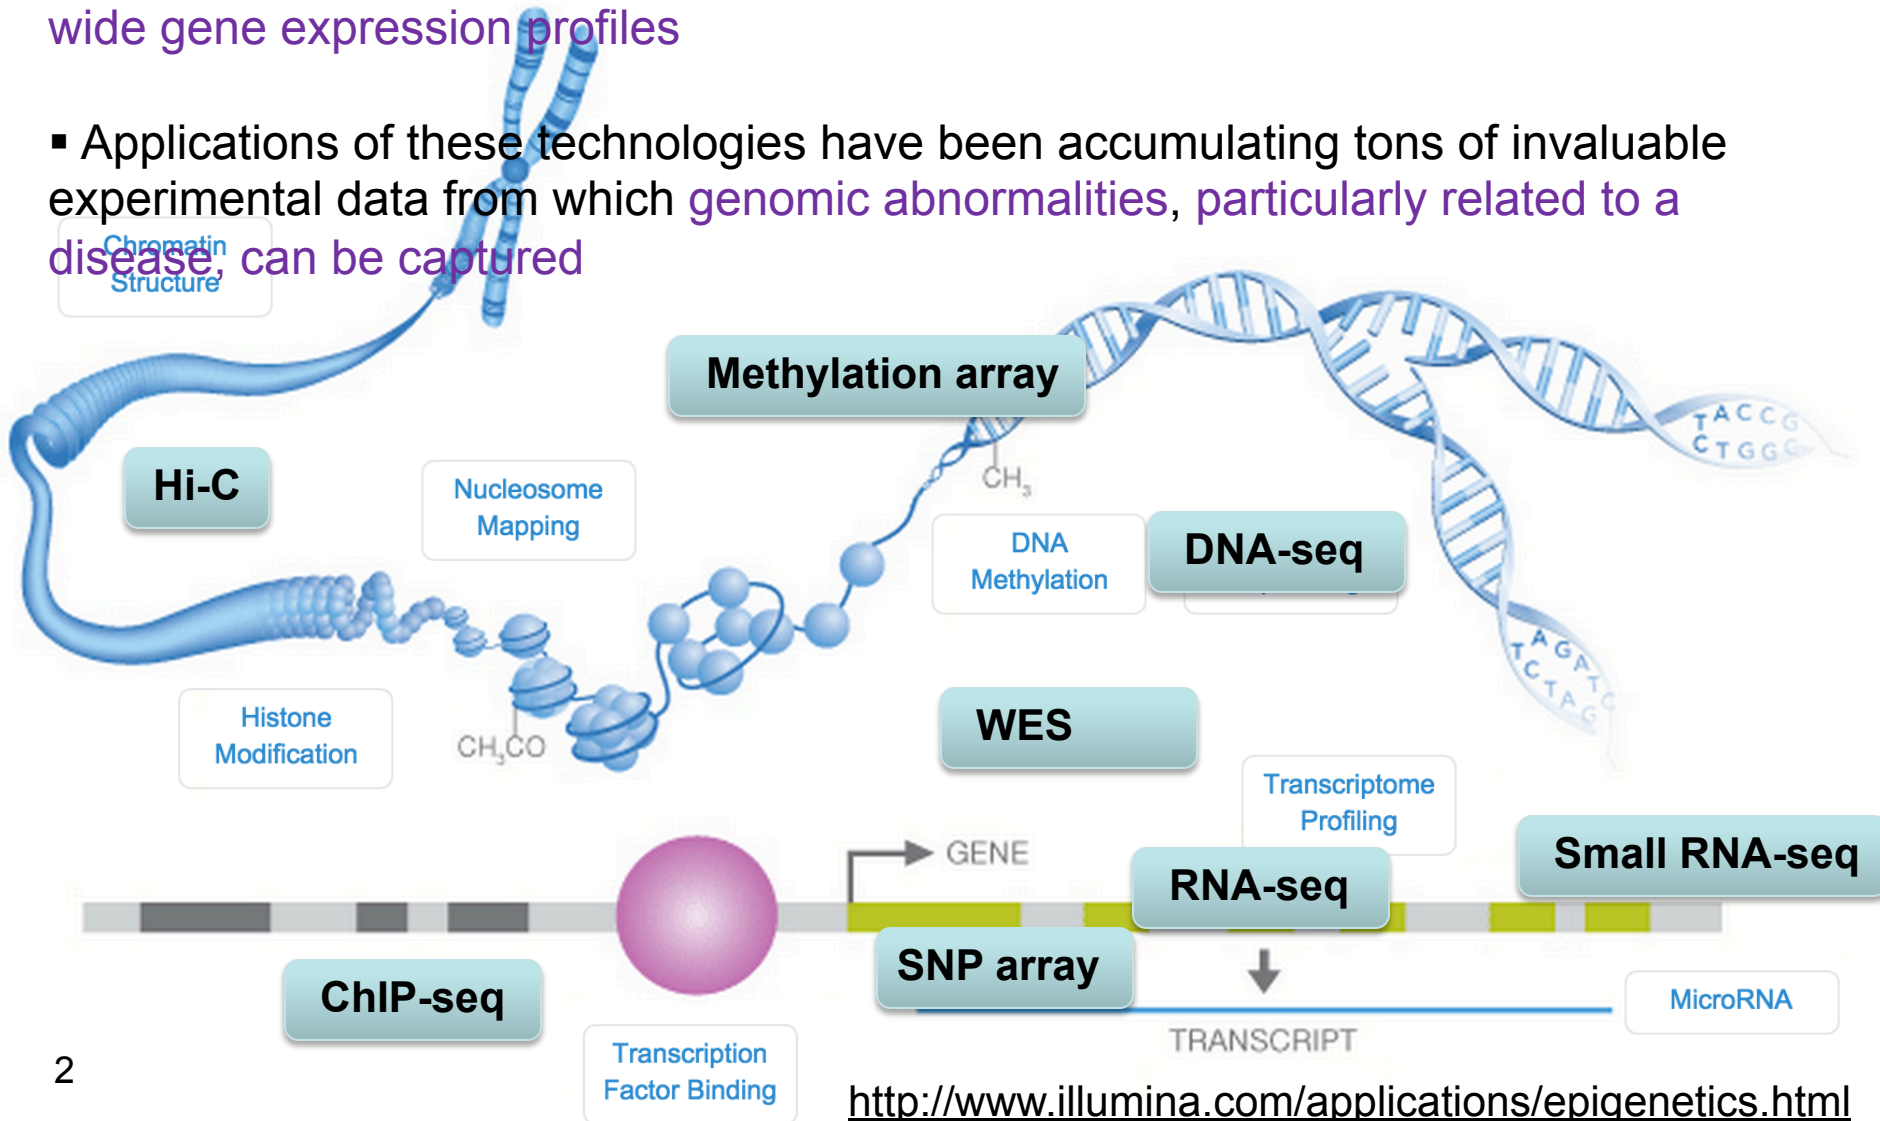 wide gene expression profiles
▪ Applications of these technologies have been accumulating tons of invaluable
experimental data from which genomic abnormalities, particularly related to a
disease, can be captured
Chromatin
Structure
Methylation array
TACCG
CTGGC
Hi-C
Nucleosome
Mapping
CH₃
DNA
Methylation
DNA-seq
AGATC
TCTAG
Histone
Modification
CH₃CO
WES
Transcriptome
Profiling
GENE
Small RNA-seq
RNA-seq
SNP array
ChIP-seq
MicroRNA
TRANSCRIPT
Transcription
Factor Binding
2
http://www.illumina.com/applications/epigenetics.html